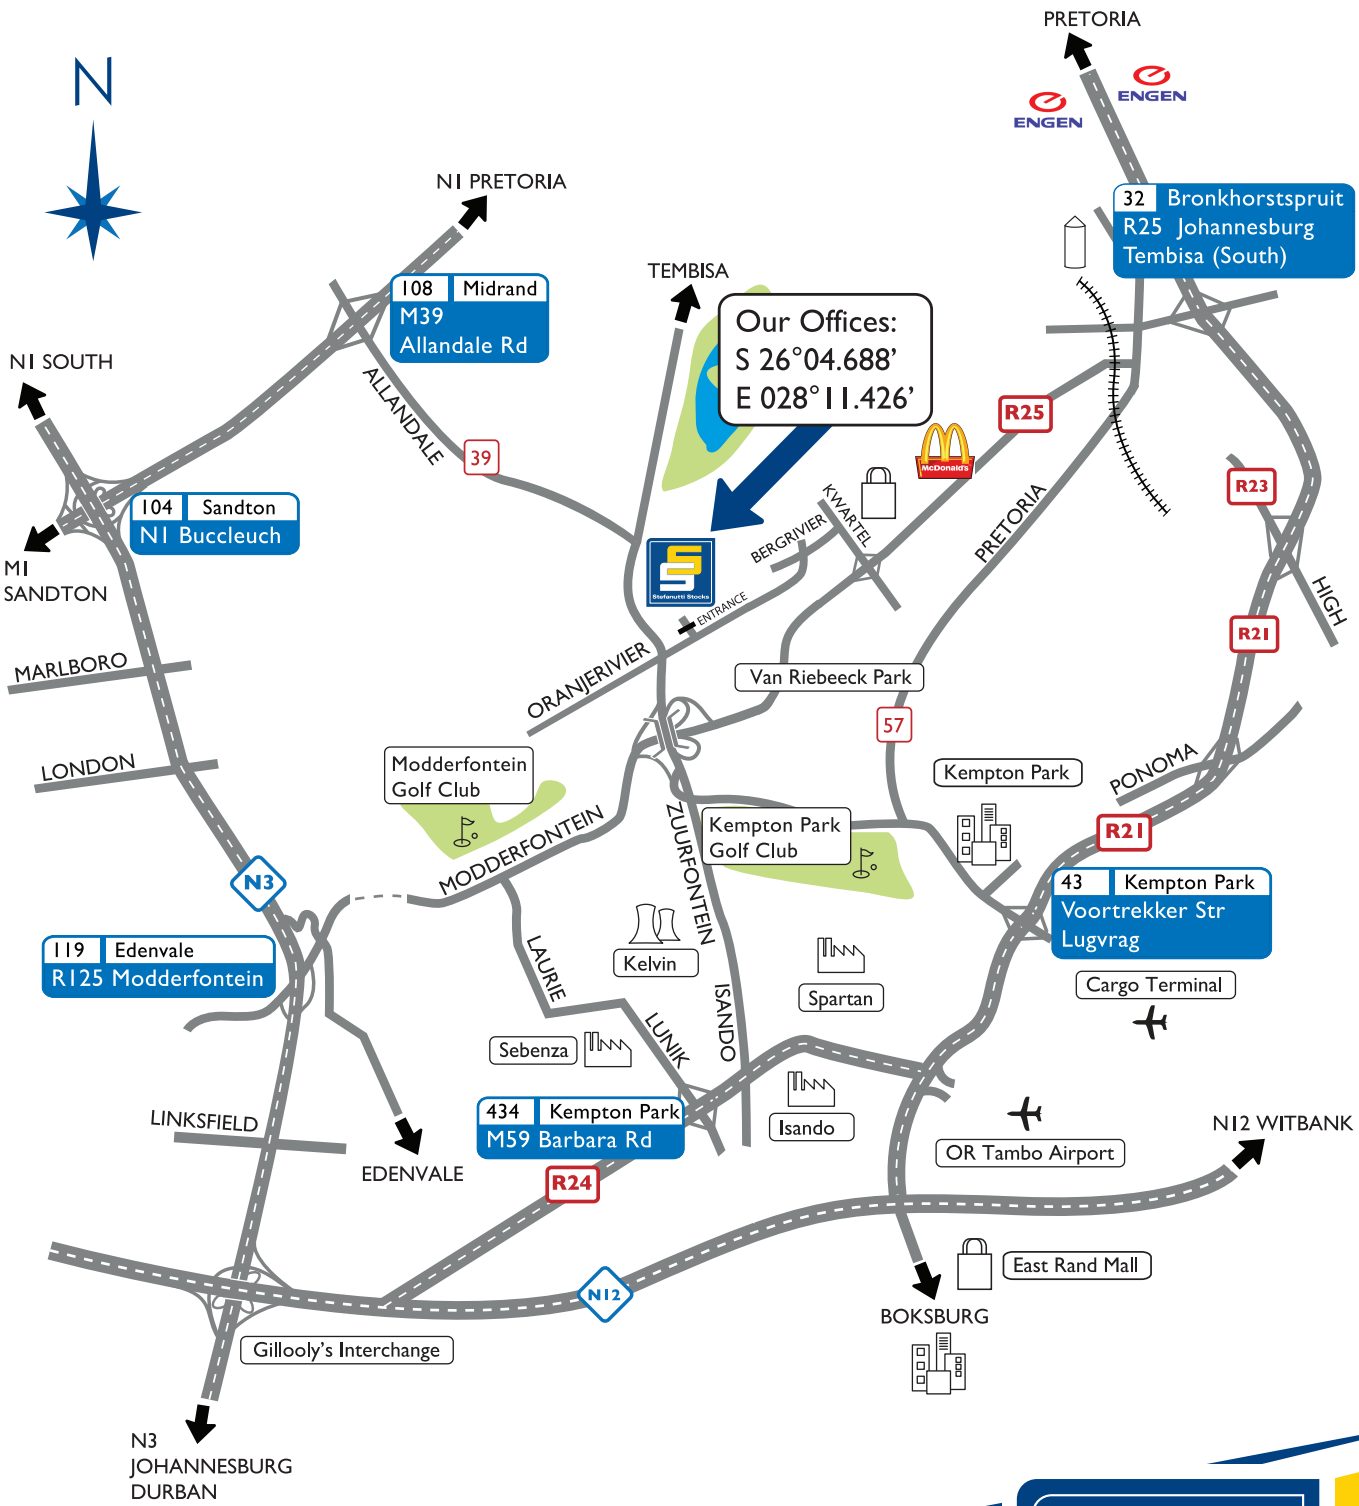 PRETORIA
N
ENGEN
ENGEN
N1 PRETORIA
32 Bronkhorstspruit
R25 Johannesburg
Tembisa (South)
TEMBISA
108 Midrand
M39
Allandale Rd
Our Offices:
S 26°04.688’
E 028°11.426’
N1 SOUTH
ALLANDALE
R25
39
McDonald's
R23
104 Sandton
N1 Buccleuch
KWARTEL
PRETORIA
BERGRIVIER
M1
SANDTON
Stefanutti Stocks
ENTRANCE
HIGH
R21
MARLBORO
ORANJERIVIER
Van Riebeeck Park
57
LONDON
Modderfontein
Golf Club
Kempton Park
PONOMA
ZUURFONTEIN
Kempton Park
Golf Club
R21
MODDERFONTEIN
N3
43 Kempton Park
Voortrekker Str
Lugvrag
119 Edenvale
R125 Modderfontein
LAURIE
Kelvin
ISANDO
Spartan
Cargo Terminal
Sebenza
LUNIK
LINKSFIELD
434 Kempton Park
M59 Barbara Rd
Isando
N12 WITBANK
OR Tambo Airport
EDENVALE
R24
East Rand Mall
N12
BOKSBURG
Gillooly's Interchange
N3
JOHANNESBURG
DURBAN